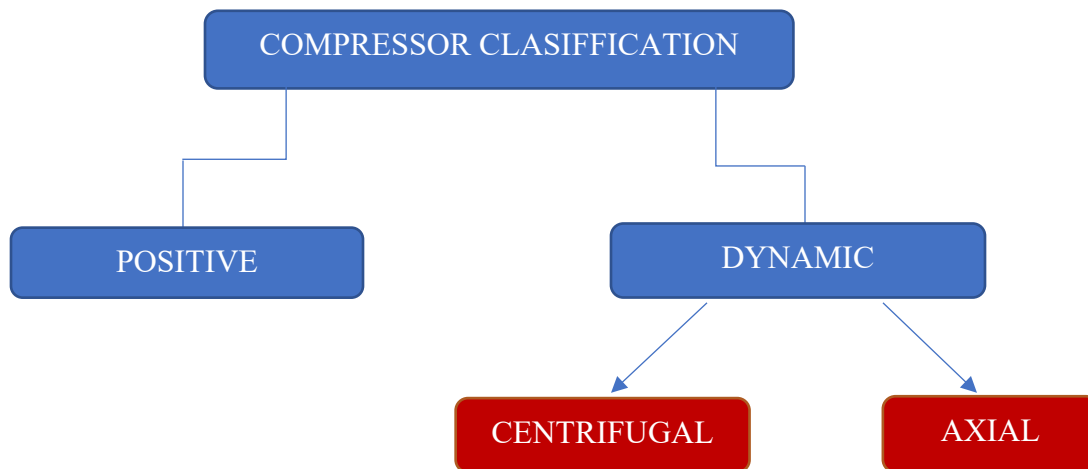 COMPRESSOR CLASIFFICATION
POSITIVE
DYNAMIC
CENTRIFUGAL
AXIAL